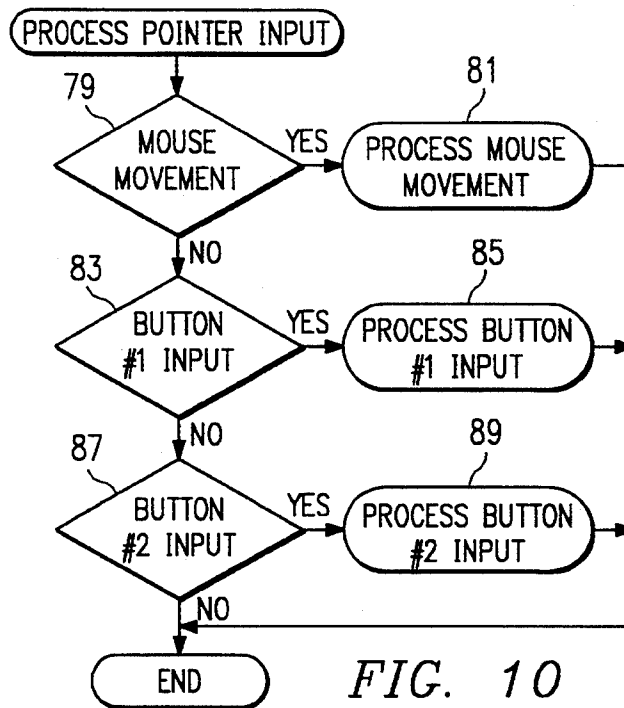 PROCESS POINTER INPUT
79
MOUSE
MOVEMENT
YES
81
PROCESS MOUSE
MOVEMENT
NO
83
BUTTON
#1 INPUT
YES
85
PROCESS BUTTON
#1 INPUT
NO
87
BUTTON
#2 INPUT
YES
89
PROCESS BUTTON
#2 INPUT
NO
END
FIG. 10